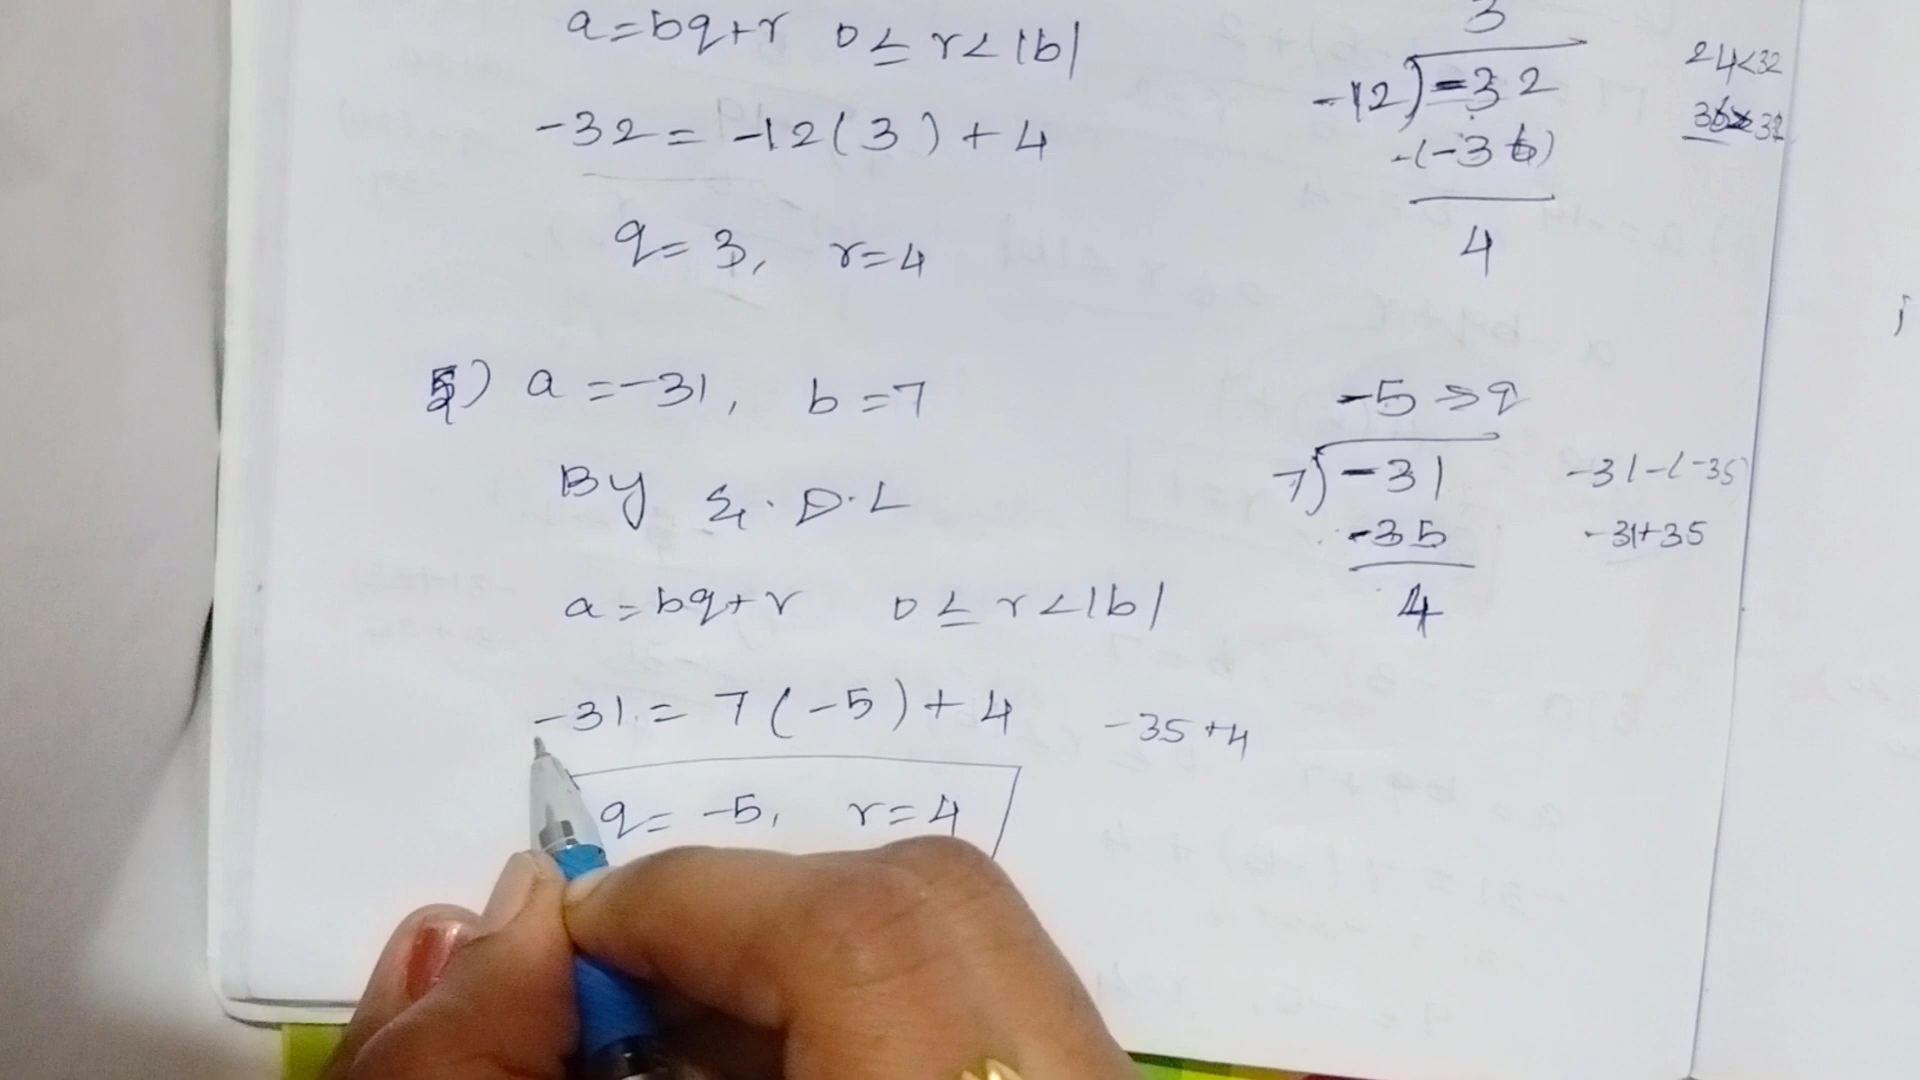 a=bq+r 0≤r<|b|
-32 = -12(3)+4
q=3, r=4
3
-12) -32
-(-36)
4
24<32
36 32
5) a=-31, b=7
By E.D.L
a=bq+r 0≤r<|b|
-31 = 7(-5)+4 -35+4
q=-5, r=4
-5⇒q
7) -31
-35
4
-31-(-35)
-31+35